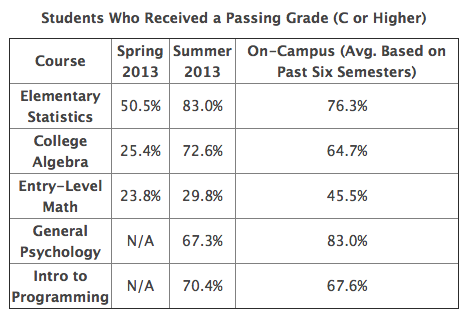 Students Who Received a Passing Grade (C or Higher)
Course
Spring
2013
Summer
2013
On-Campus (Avg. Based on
Past Six Semesters)
Elementary
Statistics
50.5%
83.0%
76.3%
College
Algebra
25.4%
72.6%
64.7%
Entry-Level
Math
23.8%
29.8%
45.5%
General
Psychology
N/A
67.3%
83.0%
Intro to
Programming
N/A
70.4%
67.6%